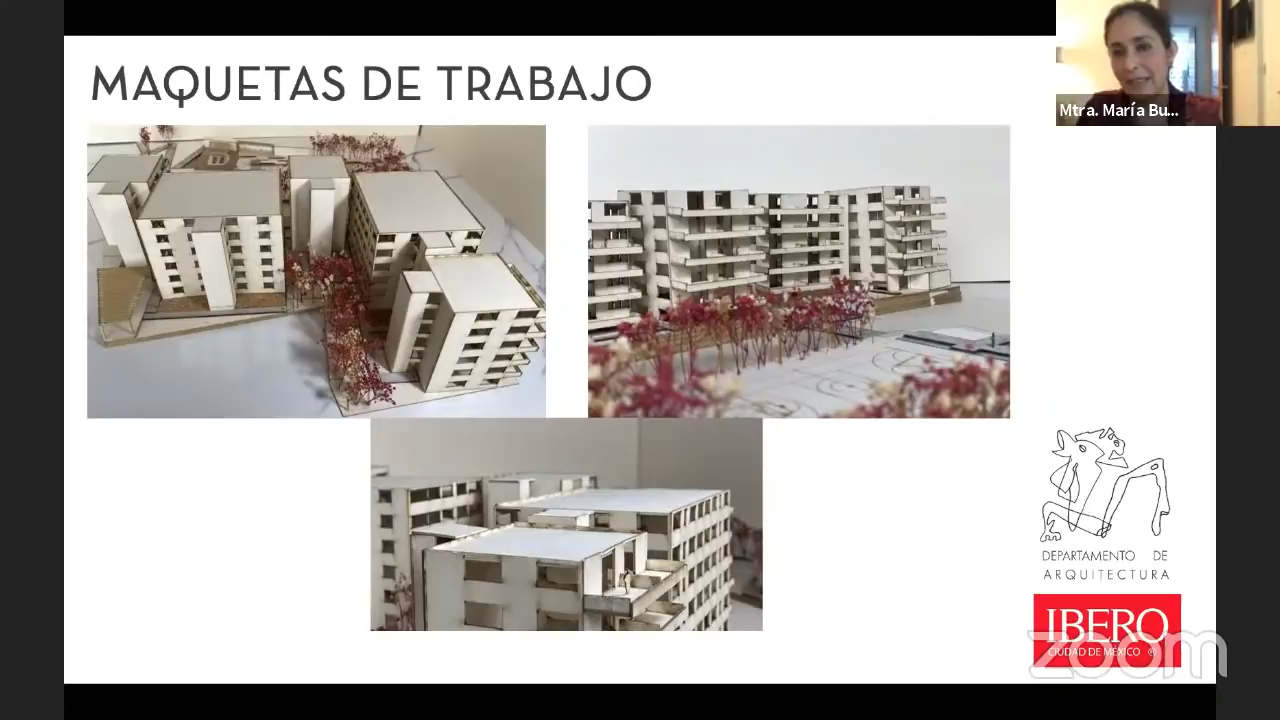 MAQUETAS DE TRABAJO
Mtra. María Bu...
DEPARTAMENTO DE
ARQUITECTURA
IBERO
CIUDAD DE MÉXICO ®
zoom